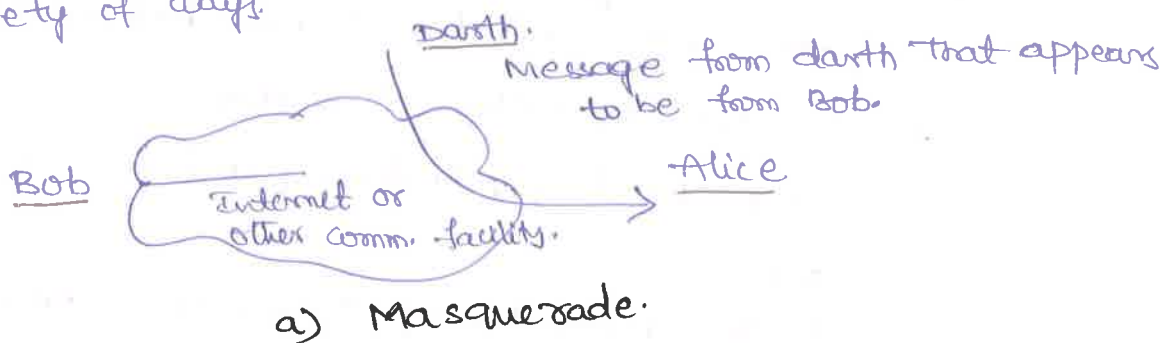 ety of ways.
Darth.
Message from darth that appears
to be from Bob.
Bob
Alice
Internet or
other comm. facility.
a) Masquerade.